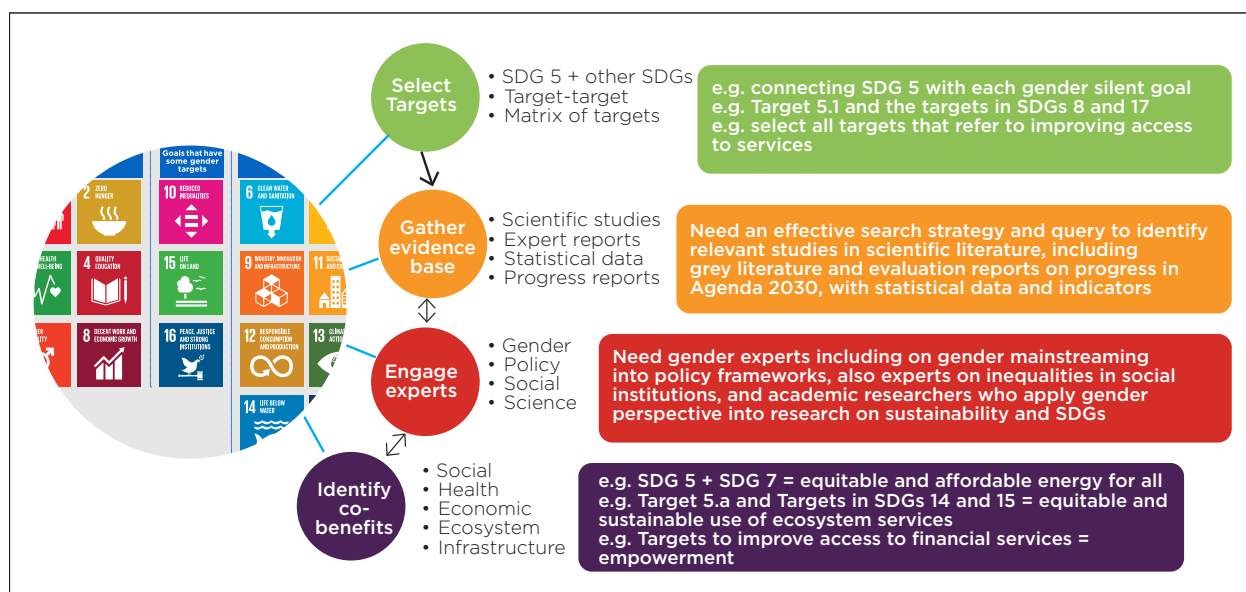 Select
Targets
• SDG 5 + other SDGs
• Target-target
• Matrix of targets
e.g. connecting SDG 5 with each gender silent goal
e.g. Target 5.1 and the targets in SDGs 8 and 17
e.g. select all targets that refer to improving access
to services
Goals that have
some gender
targets
2 ZERO
HUNGER
10 REDUCED
INEQUALITIES
6 CLEAN WATER
AND SANITATION
HEALTH
LL-BEING
4 QUALITY
EDUCATION
15 LIFE
ON LAND
9 INDUSTRY, INNOVATION
AND INFRASTRUCTURE
11
8 DECENT WORK AND
ECONOMIC GROWTH
16 PEACE, JUSTICE
AND STRONG
INSTITUTIONS
12 RESPONSIBLE
CONSUMPTION
AND PRODUCTION
13
14 LIFE BELOW
WATER
Gather
evidence
base
• Scientific studies
• Expert reports
• Statistical data
• Progress reports
Need an effective search strategy and query to identify
relevant studies in scientific literature, including
grey literature and evaluation reports on progress in
Agenda 2030, with statistical data and indicators
Engage
experts
• Gender
• Policy
• Social
• Science
Need gender experts including on gender mainstreaming
into policy frameworks, also experts on inequalities in social
institutions, and academic researchers who apply gender
perspective into research on sustainability and SDGs
Identify
co-
benefits
• Social
• Health
• Economic
• Ecosystem
• Infrastructure
e.g. SDG 5 + SDG 7 = equitable and affordable energy for all
e.g. Target 5.a and Targets in SDGs 14 and 15 = equitable and
sustainable use of ecosystem services
e.g. Targets to improve access to financial services =
empowerment